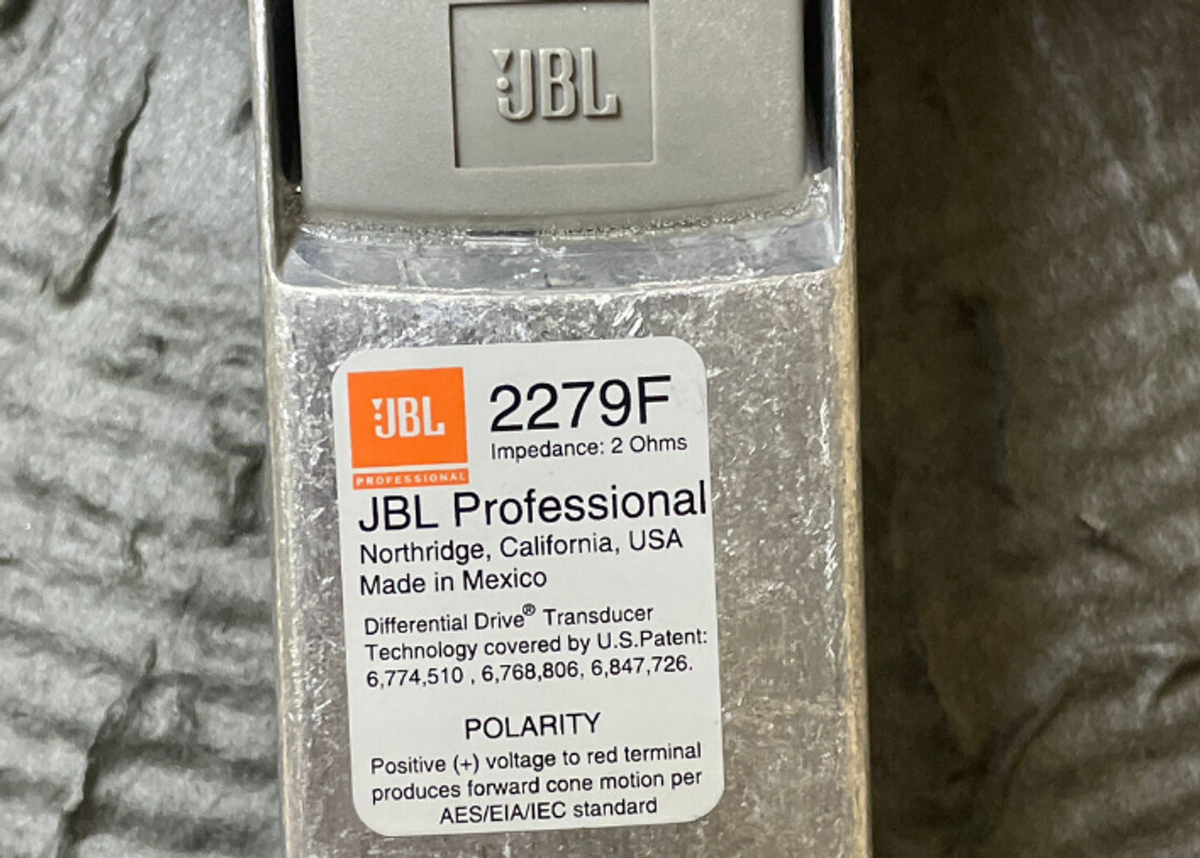 JBL
JBL
PROFESSIONAL
2279F
Impedance: 2 Ohms
JBL Professional
Northridge, California, USA
Made in Mexico
Differential Drive® Transducer
Technology covered by U.S.Patent:
6,774,510 , 6,768,806, 6,847,726.
POLARITY
Positive (+) voltage to red terminal
produces forward cone motion per
AES/EIA/IEC standard